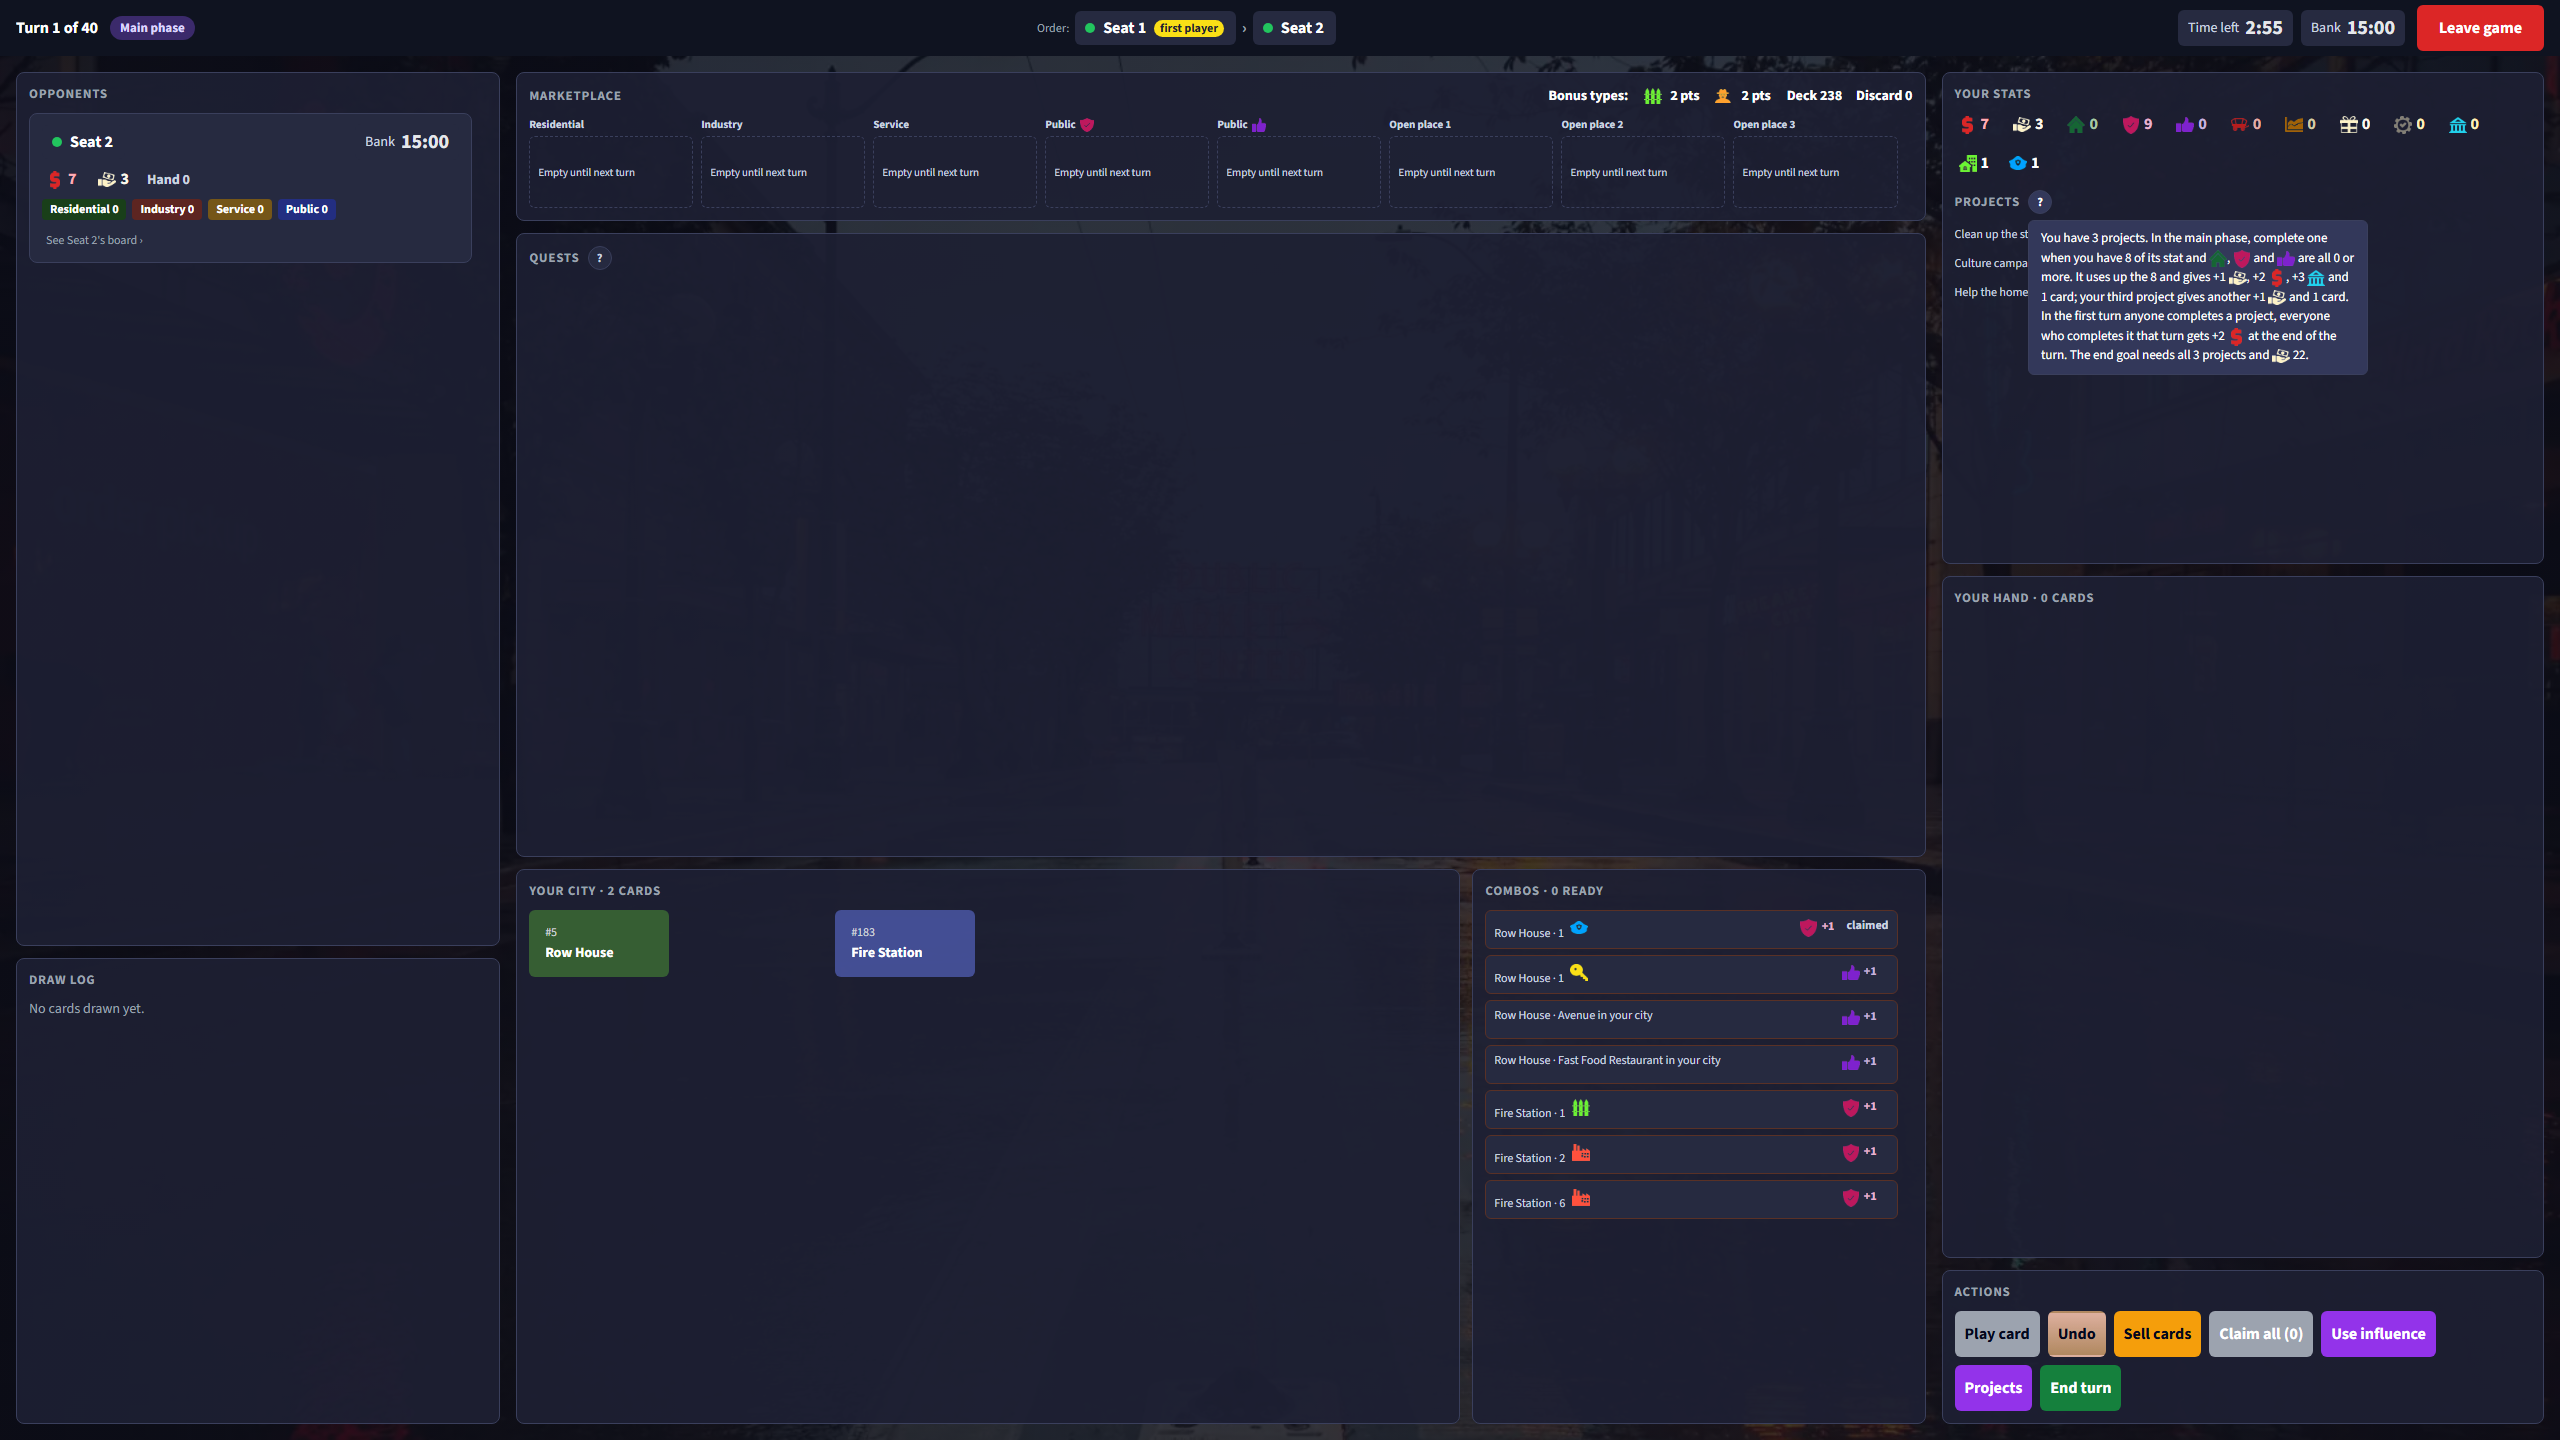 Turn 1 of 40 Main phase
Order: Seat 1 first player › Seat 2
Time left 2:55 Bank 15:00 Leave game
OPPONENTS
Seat 2 Bank 15:00
7 3 Hand 0
Residential 0 Industry 0 Service 0 Public 0
See Seat 2's board ›
DRAW LOG
No cards drawn yet.
MARKETPLACE
Bonus types: 2 pts 2 pts Deck 238 Discard 0
Residential Industry Service Public Public Open place 1 Open place 2 Open place 3
Empty until next turn Empty until next turn Empty until next turn Empty until next turn Empty until next turn Empty until next turn Empty until next turn Empty until next turn
QUESTS ?
YOUR CITY · 2 CARDS
#5
Row House
#183
Fire Station
COMBOS · 0 READY
Row House · 1 +1 claimed
Row House · 1 +1
Row House · Avenue in your city +1
Row House · Fast Food Restaurant in your city +1
Fire Station · 1 +1
Fire Station · 2 +1
Fire Station · 6 +1
YOUR STATS
7 3 0 9 0 0 0 0 0 0
1 1
PROJECTS ?
Clean up the st
Culture campa
Help the home
You have 3 projects. In the main phase, complete one
when you have 8 of its stat and , and are all 0 or
more. It uses up the 8 and gives +1 , +2 , +3 and
1 card; your third project gives another +1 and 1 card.
In the first turn anyone completes a project, everyone
who completes it that turn gets +2 at the end of the
turn. The end goal needs all 3 projects and 22.
YOUR HAND · 0 CARDS
ACTIONS
Play card Undo Sell cards Claim all (0) Use influence
Projects End turn